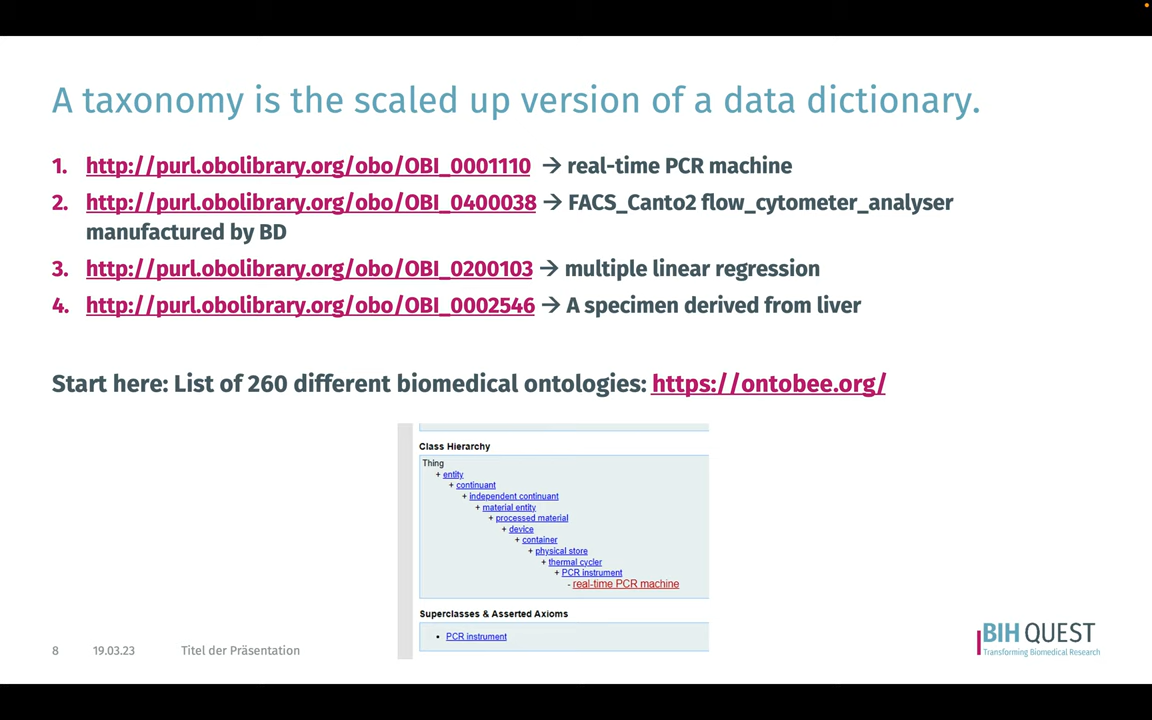 A taxonomy is the scaled up version of a data dictionary.
1. http://purl.obolibrary.org/obo/OBI_0001110 → real-time PCR machine
2. http://purl.obolibrary.org/obo/OBI_0400038 → FACS_Canto2 flow_cytometer_analyser
manufactured by BD
3. http://purl.obolibrary.org/obo/OBI_0200103 → multiple linear regression
4. http://purl.obolibrary.org/obo/OBI_0002546 → A specimen derived from liver
Start here: List of 260 different biomedical ontologies: https://ontobee.org/
Class Hierarchy
Thing
+ entity
+ continuant
+ independent continuant
+ material entity
+ processed material
+ device
+ container
+ physical store
+ thermal cycler
+ PCR instrument
- real-time PCR machine
Superclasses & Asserted Axioms
• PCR instrument
8 19.03.23 Titel der Präsentation
BIH QUEST
Transforming Biomedical Research